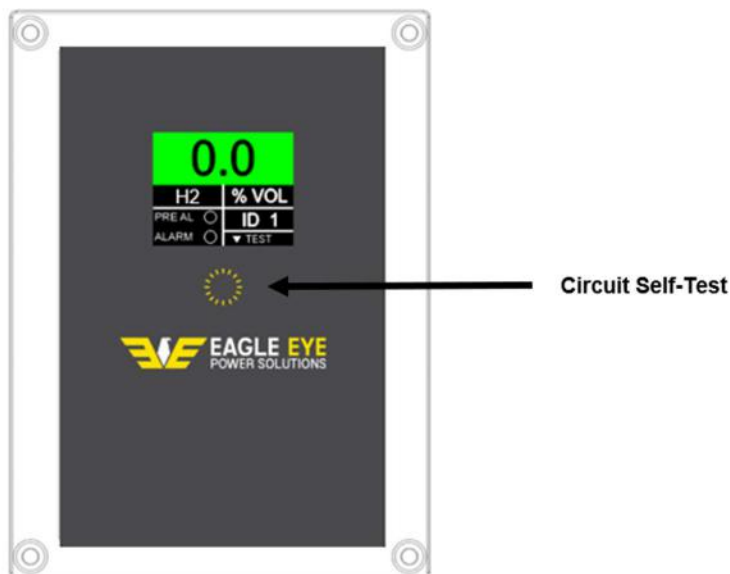 0.0
H2 % VOL
PRE AL ID 1
ALARM ▼ TEST
Circuit Self-Test
EAGLE EYE
POWER SOLUTIONS